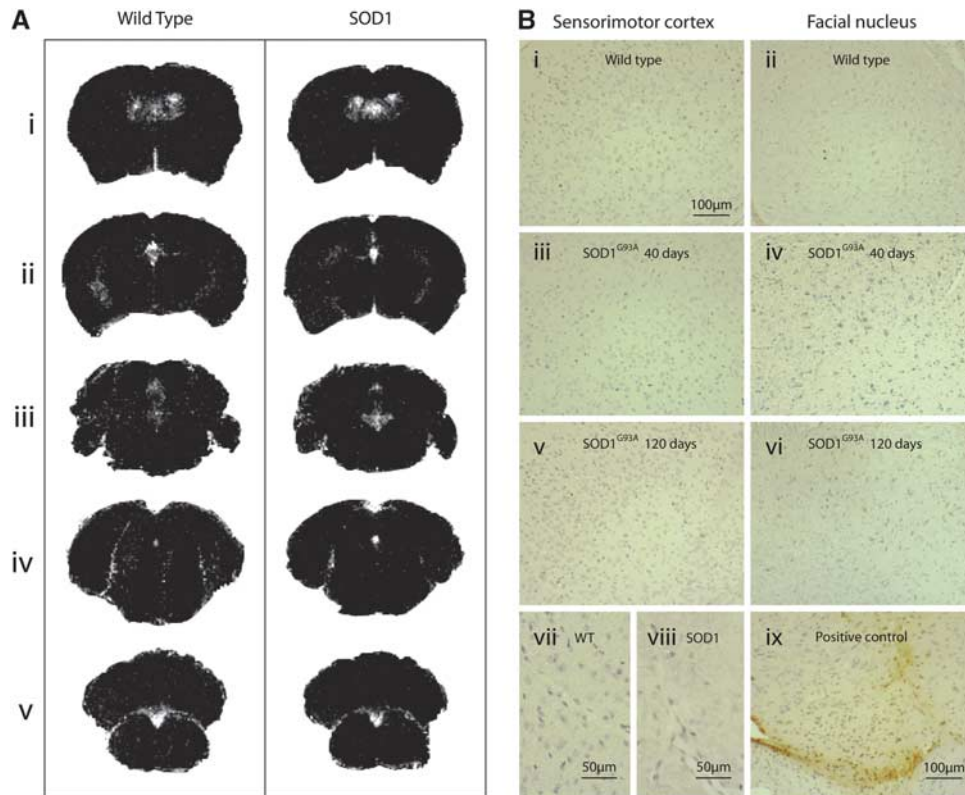 A
Wild Type
SOD1
i
ii
iii
iv
v
B
Sensorimotor cortex
Facial nucleus
i
Wild type
100µm
ii
Wild type
iii
SOD1G93A 40 days
iv
SOD1G93A 40 days
v
SOD1G93A 120 days
vi
SOD1G93A 120 days
vii
WT
50µm
viii
SOD1
50µm
ix
Positive control
100µm